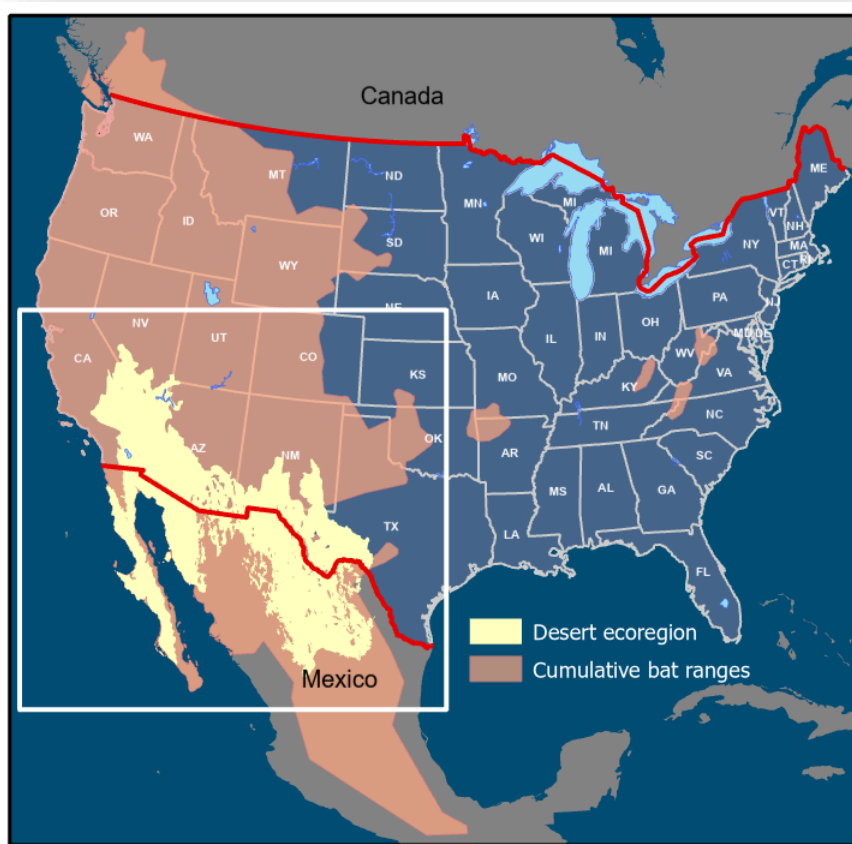 Canada
WA
MT
ND
ME
MN
OR
ID
MI
VT
NH
SD
WI
MI
NY
MA
WY
CT
RI
NE
IA
PA
NJ
NV
UT
CO
IL
IN
OH
MD
DE
CA
KS
MO
WV
KY
VA
AZ
NM
OK
TN
NC
AR
SC
MS
AL
GA
TX
LA
FL
Desert ecoregion
Cumulative bat ranges
Mexico